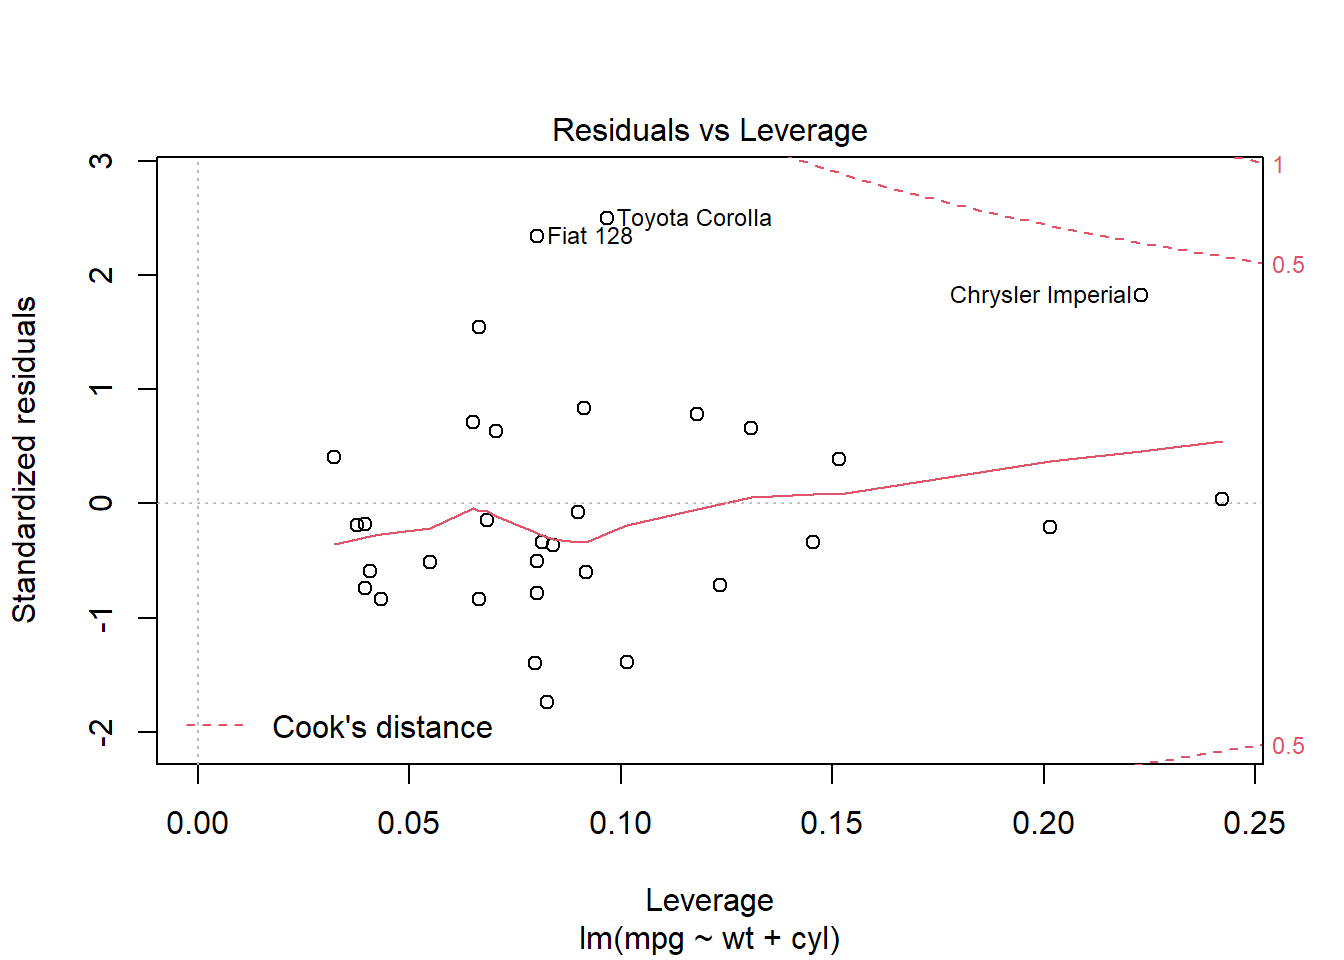 Residuals vs Leverage
Standardized residuals
3
2
1
0
-1
-2
Toyota Corolla
Fiat 128
Chrysler Imperial
1
0.5
0.5
Cook's distance
0.00 0.05 0.10 0.15 0.20 0.25
Leverage
lm(mpg ~ wt + cyl)